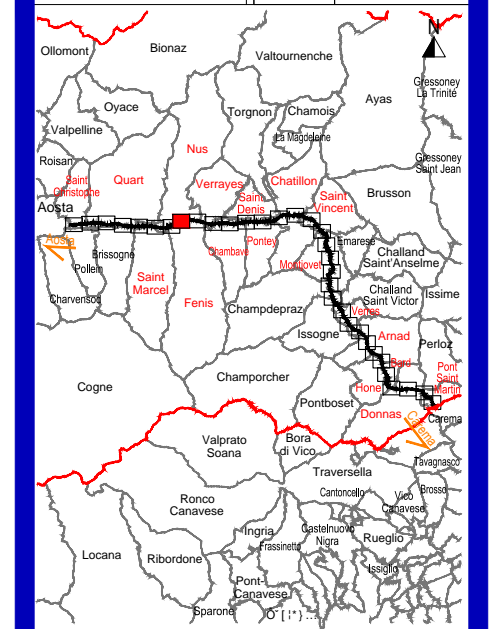 N
Ollomont
Bionaz
Valtournenche
Gressoney
La Trinité
Ayas
Oyace
Torgnon
Chamois
Valpelline
La Magdeleine
Nus
Roisan
Gressoney
Saint Jean
Saint
Christophe
Quart
Verrayes
Chatillon
Saint
Denis
Saint
Vincent
Brusson
Aosta
Aosta
Brissogne
Pollein
Chambave
Pontey
Emarese
Challand
Saint'Anselme
Montjovet
Saint
Marcel
Charvensod
Fenis
Challand
Saint Victor
Issime
Champdepraz
Verres
Issogne
Arnad
Perloz
Bard
Pont
Saint
Martin
Cogne
Champorcher
Hone
Pontboset
Donnas
Carema
Carema
Valprato
Soana
Bora
di Vico
Traversella
Tavagnasco
Cantoncello
Brosso
Vico
Canavese
Ronco
Canavese
Ingria
Castelnuovo
Nigra
Rueglio
Frassinetto
Locana
Ribordone
Issiglio
Pont-
Canavese
Sparone